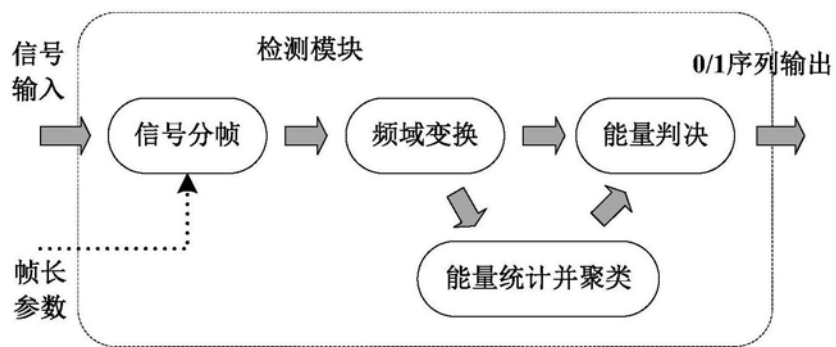 信号
输入
检测模块
0/1序列输出
信号分帧
频域变换
能量判决
能量统计并聚类
帧长
参数